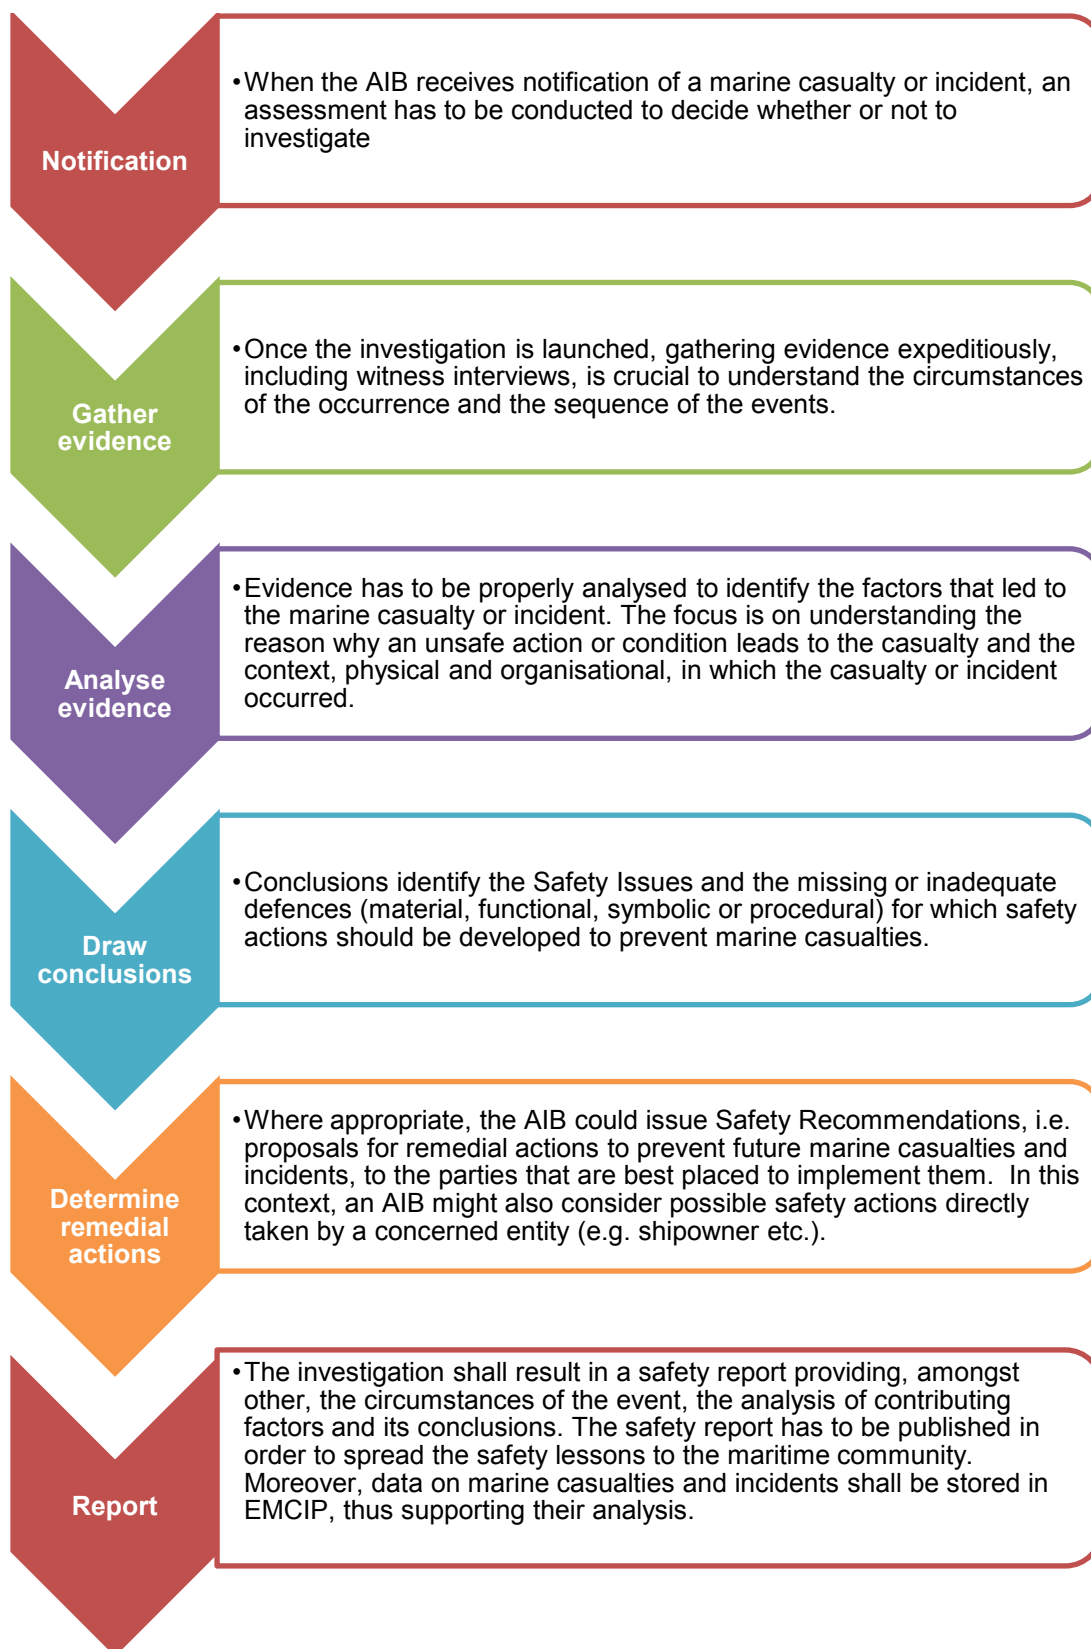 Notification
•When the AIB receives notification of a marine casualty or incident, an
assessment has to be conducted to decide whether or not to
investigate
Gather
evidence
•Once the investigation is launched, gathering evidence expeditiously,
including witness interviews, is crucial to understand the circumstances
of the occurrence and the sequence of the events.
Analyse
evidence
•Evidence has to be properly analysed to identify the factors that led to
the marine casualty or incident. The focus is on understanding the
reason why an unsafe action or condition leads to the casualty and the
context, physical and organisational, in which the casualty or incident
occurred.
Draw
conclusions
•Conclusions identify the Safety Issues and the missing or inadequate
defences (material, functional, symbolic or procedural) for which safety
actions should be developed to prevent marine casualties.
Determine
remedial
actions
•Where appropriate, the AIB could issue Safety Recommendations, i.e.
proposals for remedial actions to prevent future marine casualties and
incidents, to the parties that are best placed to implement them.  In this
context, an AIB might also consider possible safety actions directly
taken by a concerned entity (e.g. shipowner etc.).
Report
•The investigation shall result in a safety report providing, amongst
other, the circumstances of the event, the analysis of contributing
factors and its conclusions. The safety report has to be published in
order to spread the safety lessons to the maritime community.
Moreover, data on marine casualties and incidents shall be stored in
EMCIP, thus supporting their analysis.